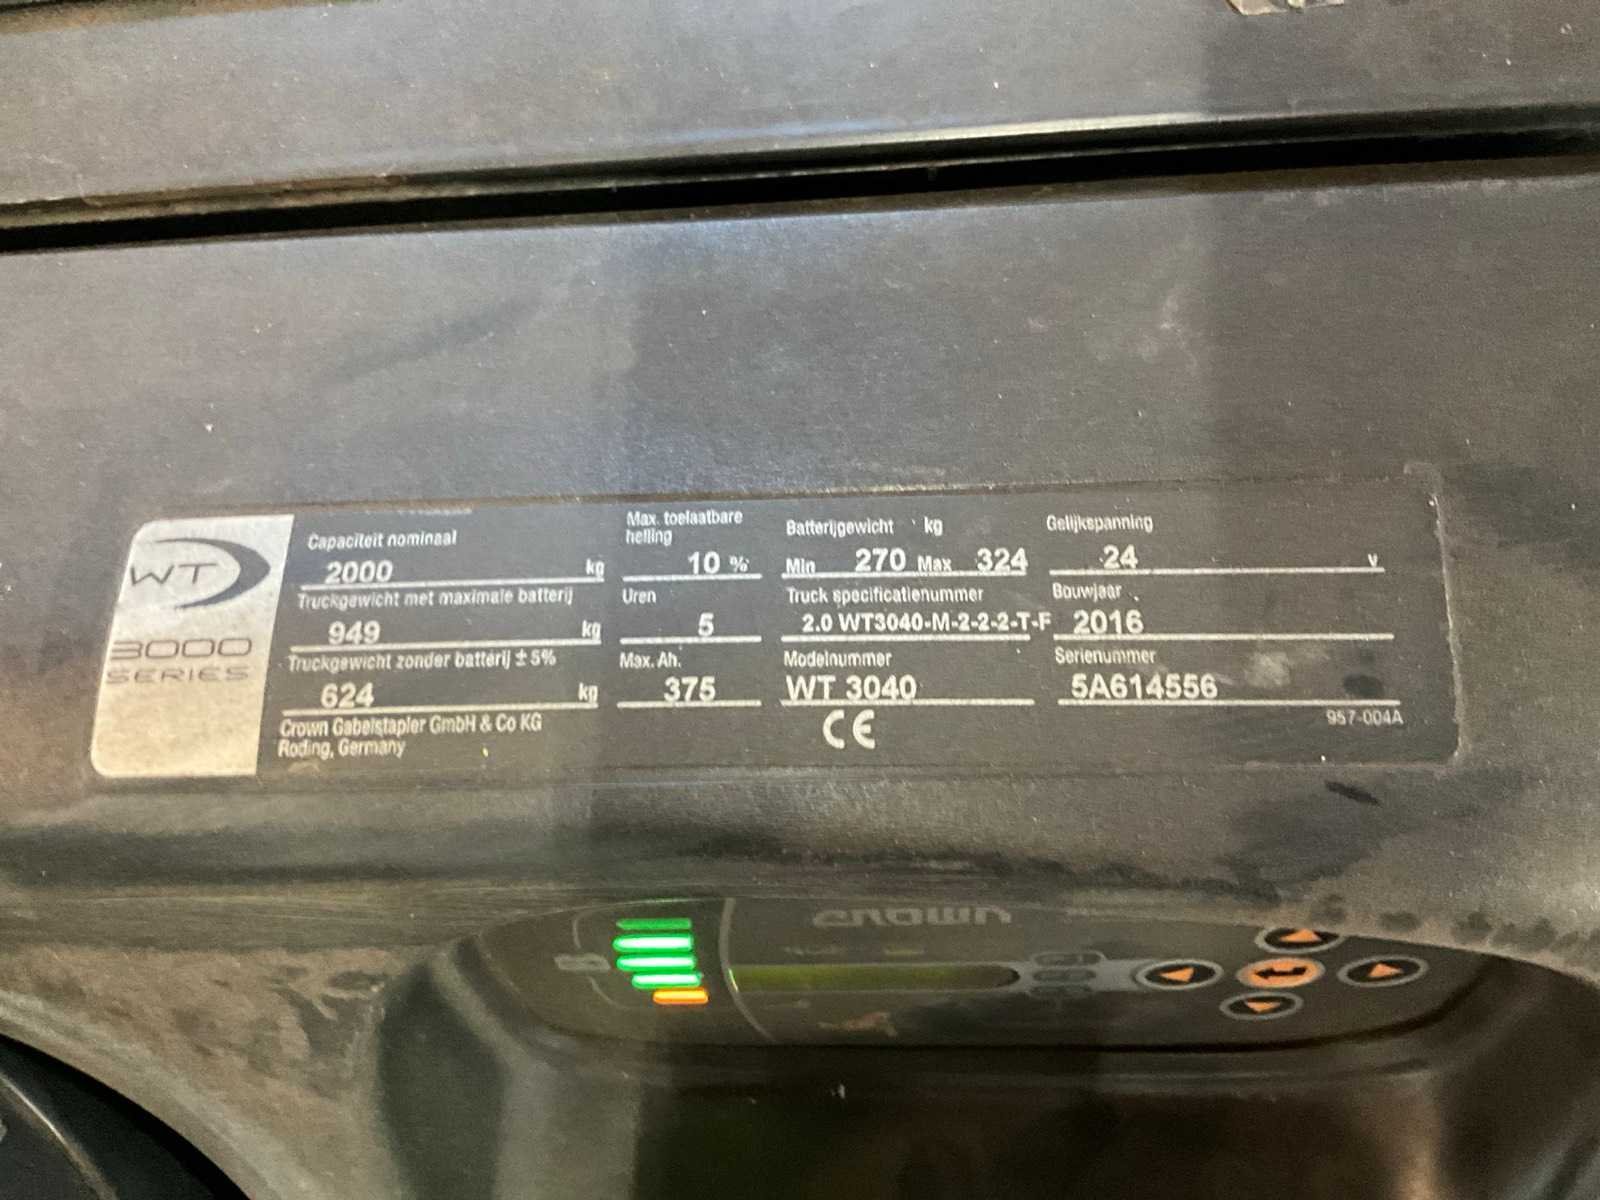 WT
3000
SERIES
Capaciteit nominaal
2000 kg
Truckgewicht met maximale batterij
949 kg
Truckgewicht zonder batterij ± 5%
624 kg
Crown Gabelstapler GmbH & Co KG
Roding, Germany
Max. toelaatbare
helling
10 %
Uren
5
Max. Ah.
375
Batterijgewicht kg
Min 270 Max 324
Truck specificatienummer
2.0 WT3040-M-2-2-2-T-F
Modelnummer
WT 3040
CE
Gelijkspanning
24 v
Bouwjaar
2016
Serienummer
5A614556
957-004A
CROWN